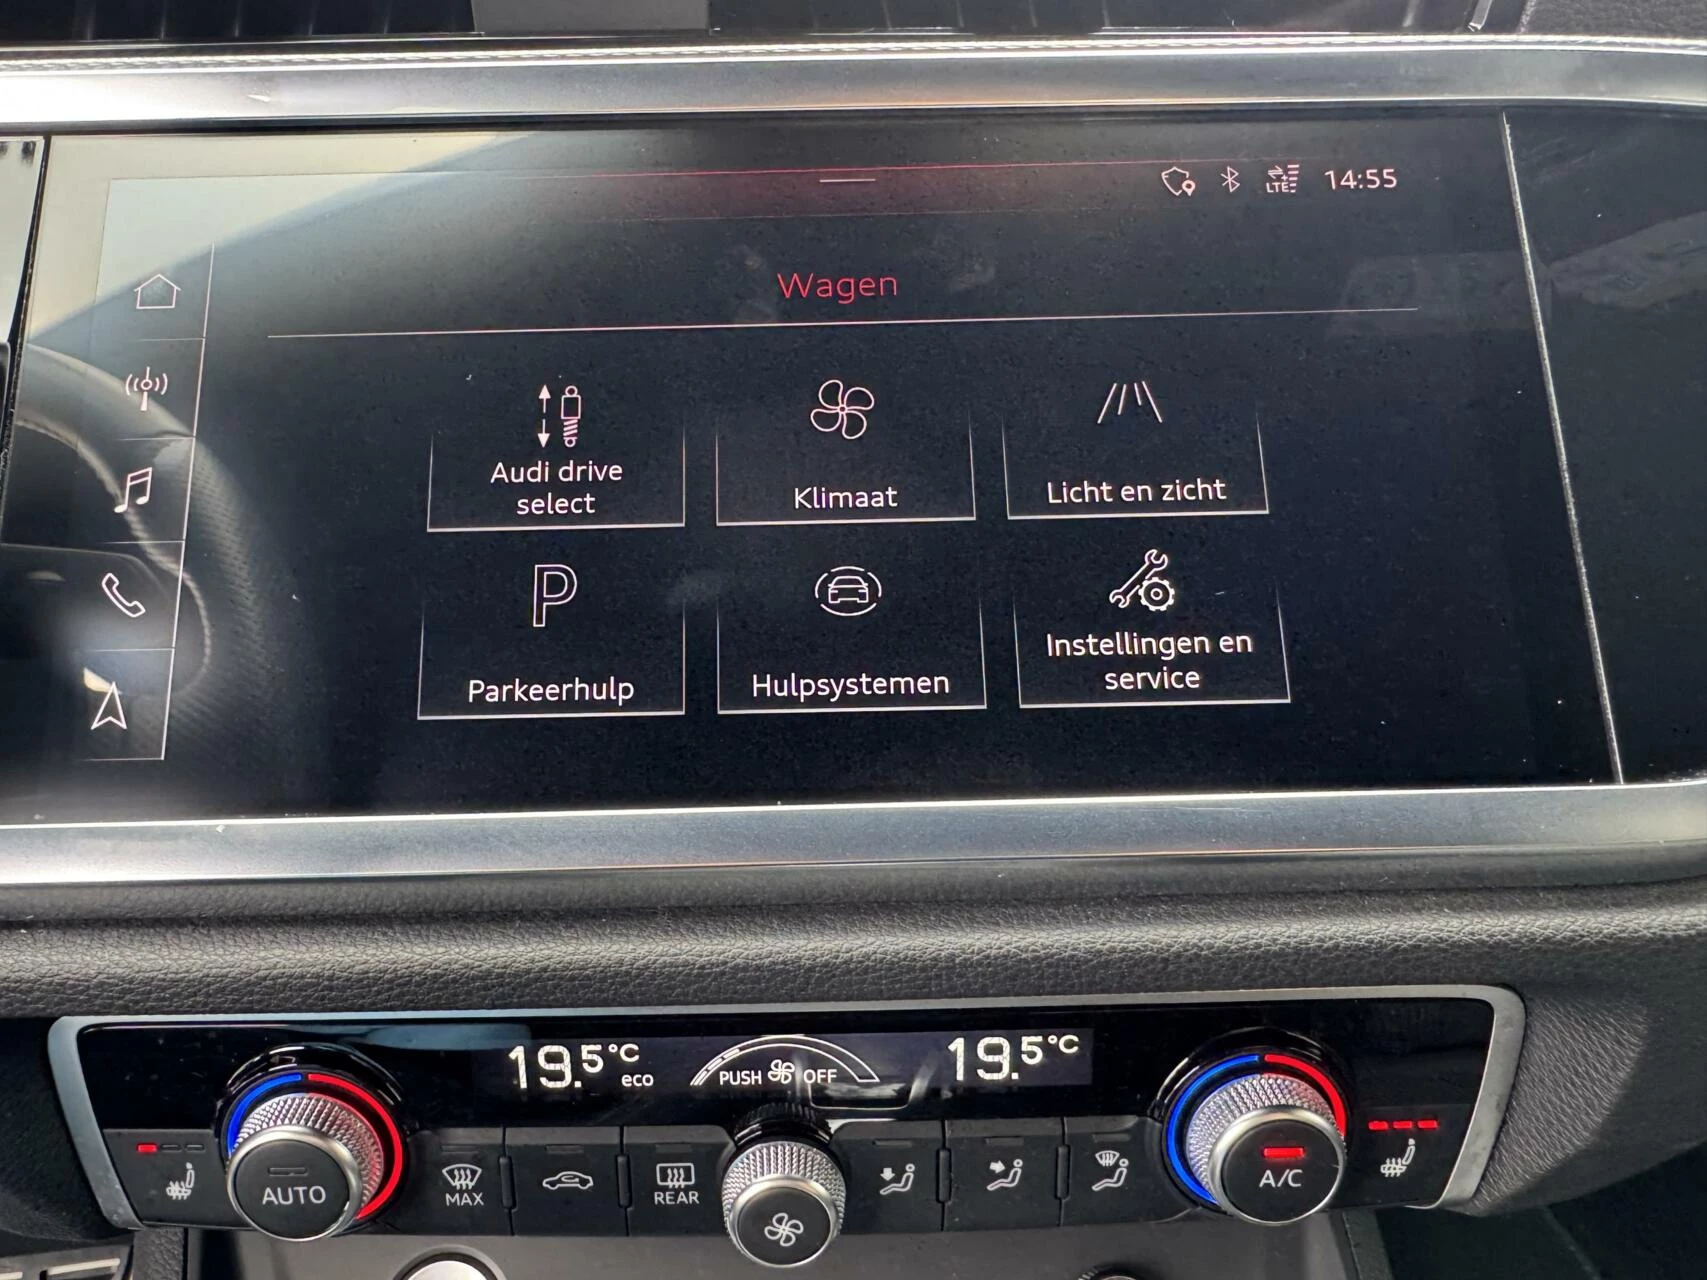 LTE 14:55
Wagen
Audi drive
select
Klimaat
Licht en zicht
P
Parkeerhulp
Hulpsystemen
Instellingen en
service
19.5°C eco
PUSH OFF
19.5°C
AUTO
MAX
REAR
A/C